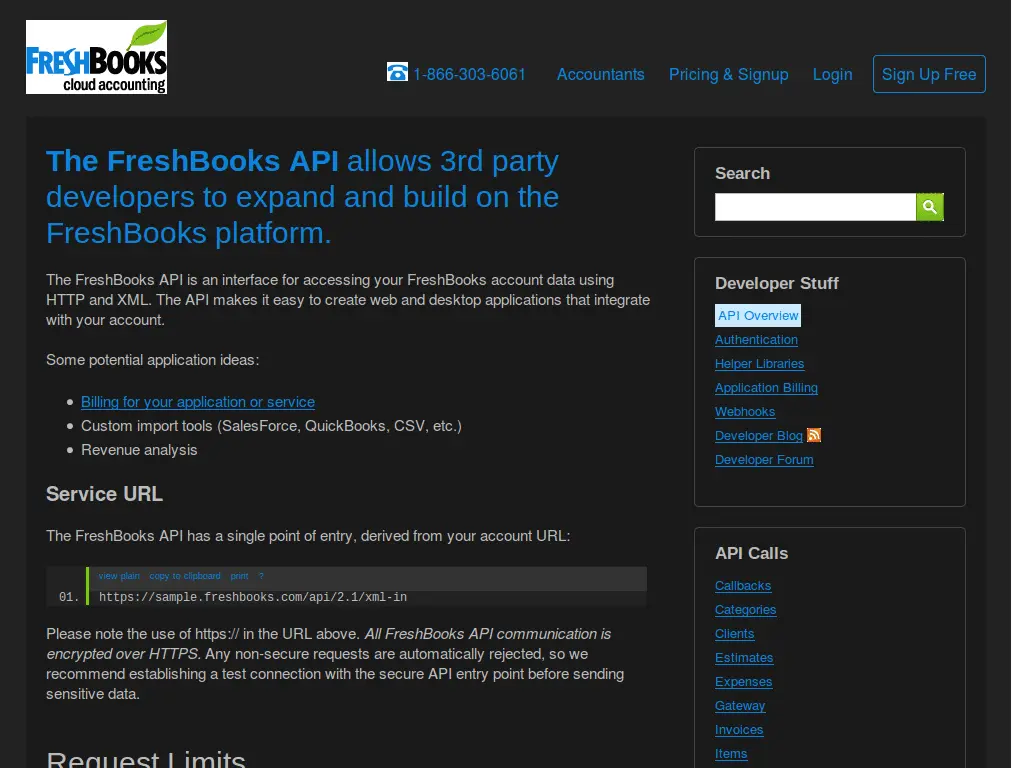 FRESHBOOKS
cloud accounting
1-866-303-6061 Accountants Pricing & Signup Login Sign Up Free
The FreshBooks API allows 3rd party
developers to expand and build on the
FreshBooks platform.
The FreshBooks API is an interface for accessing your FreshBooks account data using
HTTP and XML. The API makes it easy to create web and desktop applications that integrate
with your account.
Some potential application ideas:
Billing for your application or service
Custom import tools (SalesForce, QuickBooks, CSV, etc.)
Revenue analysis
Service URL
The FreshBooks API has a single point of entry, derived from your account URL:
view plain copy to clipboard print ?
01. https://sample.freshbooks.com/api/2.1/xml-in
Please note the use of https:// in the URL above. All FreshBooks API communication is
encrypted over HTTPS. Any non-secure requests are automatically rejected, so we
recommend establishing a test connection with the secure API entry point before sending
sensitive data.
Request Limits
Search
Developer Stuff
API Overview
Authentication
Helper Libraries
Application Billing
Webhooks
Developer Blog
Developer Forum
API Calls
Callbacks
Categories
Clients
Estimates
Expenses
Gateway
Invoices
Items